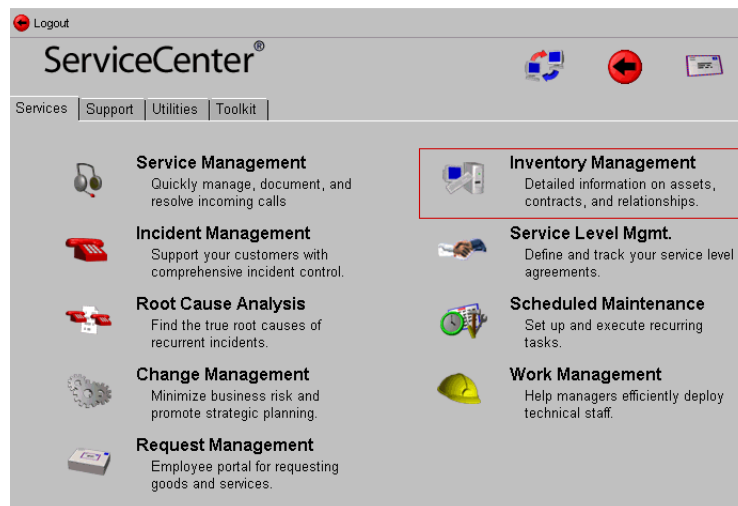 Logout
ServiceCenter®
Services Support Utilities Toolkit
Service Management
Quickly manage, document, and
resolve incoming calls
Incident Management
Support your customers with
comprehensive incident control.
Root Cause Analysis
Find the true root causes of
recurrent incidents.
Change Management
Minimize business risk and
promote strategic planning.
Request Management
Employee portal for requesting
goods and services.
Inventory Management
Detailed information on assets,
contracts, and relationships.
Service Level Mgmt.
Define and track your service level
agreements.
Scheduled Maintenance
Set up and execute recurring
tasks.
Work Management
Help managers efficiently deploy
technical staff.